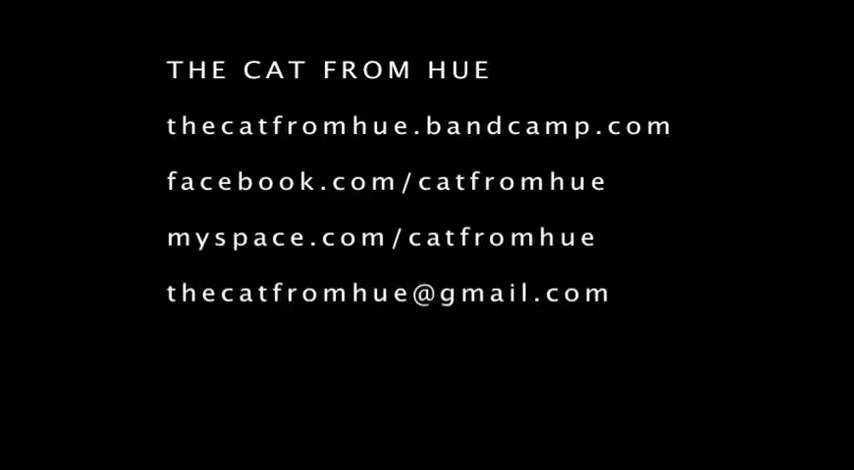 THE CAT FROM HUE
thecatfromhue.bandcamp.com
facebook.com/catfromhue
myspace.com/catfromhue
thecatfromhue@gmail.com